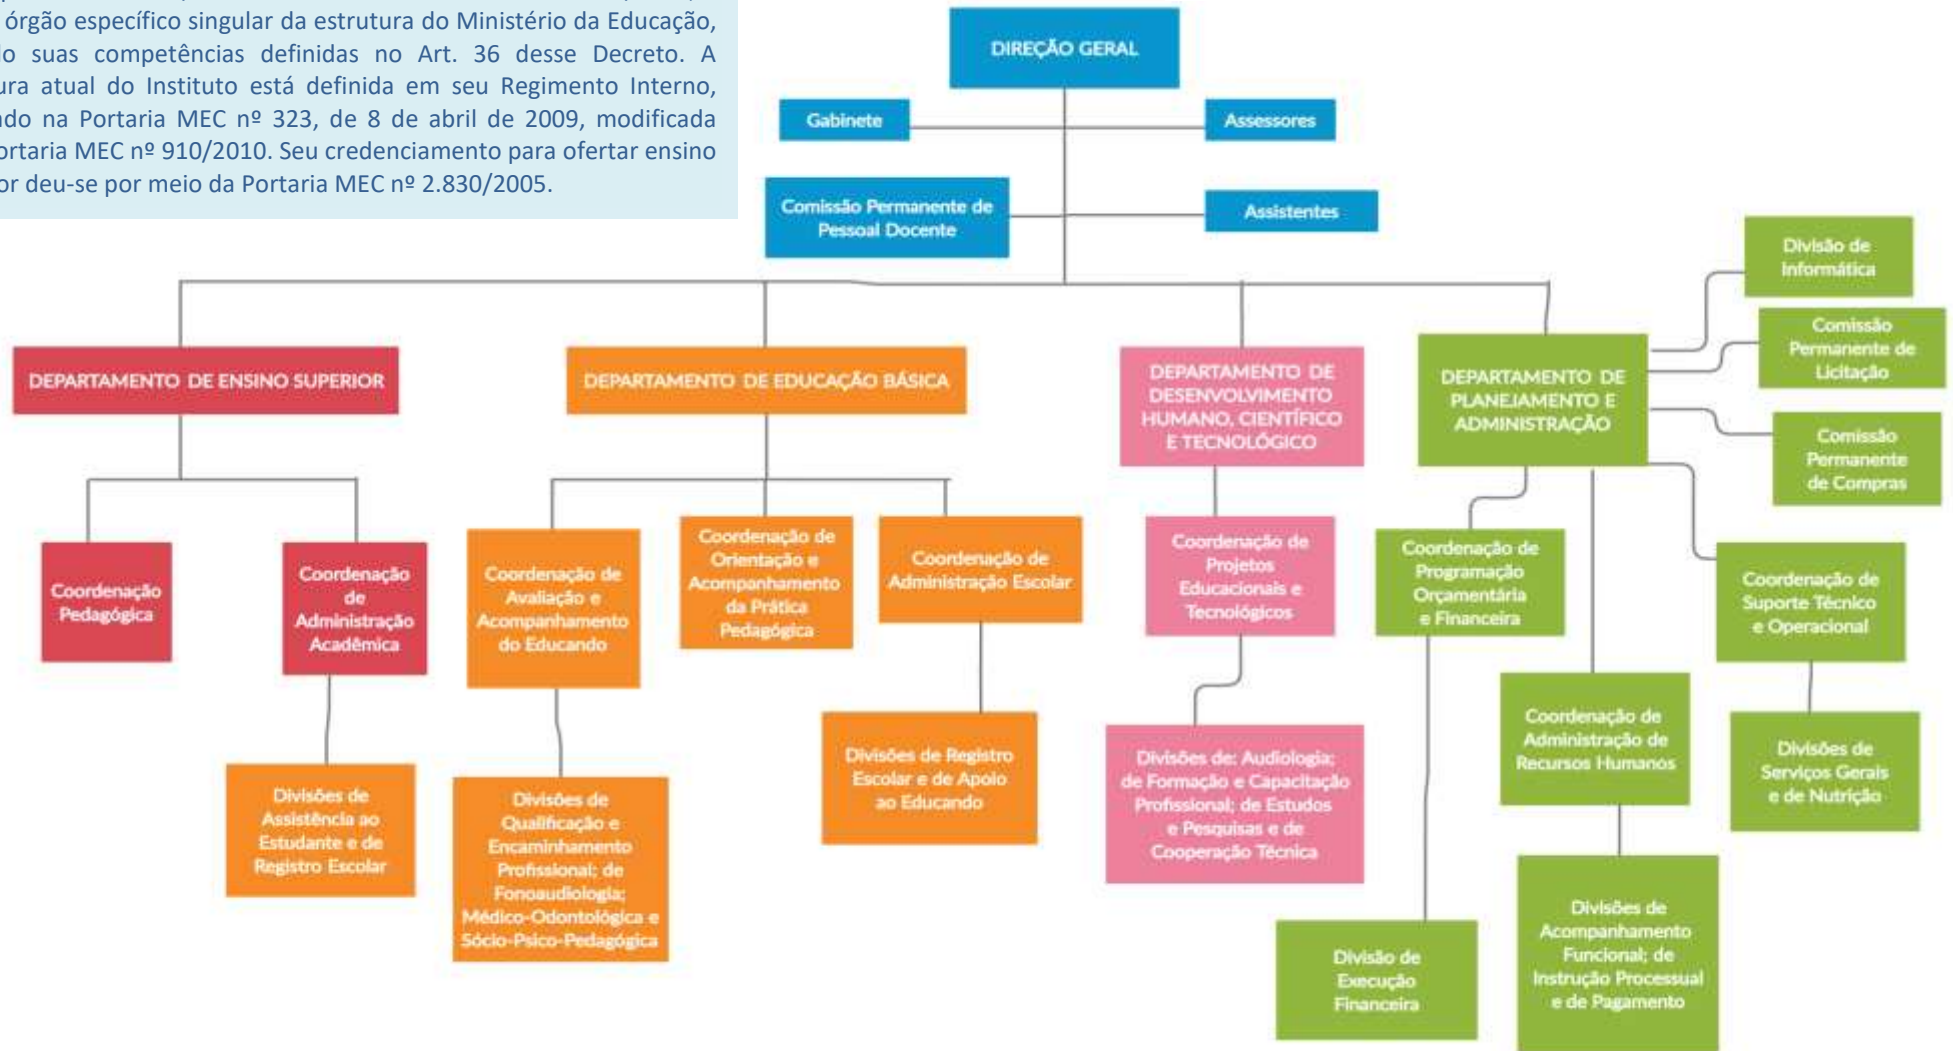 órgão específico singular da estrutura do Ministério da Educação,
suas competências definidas no Art. 36 desse Decreto. A
atual do Instituto está definida em seu Regimento Interno,
na Portaria MEC nº 323, de 8 de abril de 2009, modificada
MEC nº 910/2010. Seu credenciamento para ofertar ensino
deu-se por meio da Portaria MEC nº 2.830/2005.
DIREÇÃO GERAL
Gabinete
Assessores
Comissão Permanente de
Pessoal Docente
Assistentes
DEPARTAMENTO DE ENSINO SUPERIOR
DEPARTAMENTO DE EDUCAÇÃO BÁSICA
DEPARTAMENTO DE
DESENVOLVIMENTO
HUMANO, CIENTÍFICO
E TECNOLÓGICO
DEPARTAMENTO DE
PLANEJAMENTO E
ADMINISTRAÇÃO
Divisão de
Informática
Comissão
Permanente de
Licitação
Comissão
Permanente
de Compras
Coordenação
Pedagógica
Coordenação
de
Administração
Acadêmica
Coordenação de
Avaliação e
Acompanhamento
do Educando
Coordenação de
Orientação e
Acompanhamento
da Prática
Pedagógica
Coordenação de
Administração Escolar
Coordenação de
Projetos
Educacionais e
Tecnológicos
Coordenação de
Programação
Orçamentária
e Financeira
Coordenação de
Suporte Técnico
e Operacional
Coordenação de
Administração de
Recursos Humanos
Divisões de
Assistência ao
Estudante e de
Registro Escolar
Divisões de
Qualificação e
Encaminhamento
Profissional; de
Fonoaudiologia;
Médico-Odontológica e
Sócio-Psico-Pedagógica
Divisões de Registro
Escolar e de Apoio
ao Educando
Divisões de: Audiologia;
de Formação e Capacitação
Profissional; de Estudos
e Pesquisas e de
Cooperação Técnica
Divisões de
Serviços Gerais
e de Nutrição
Divisão de
Execução
Financeira
Divisões de
Acompanhamento
Funcional; de
Instrução Processual
e de Pagamento